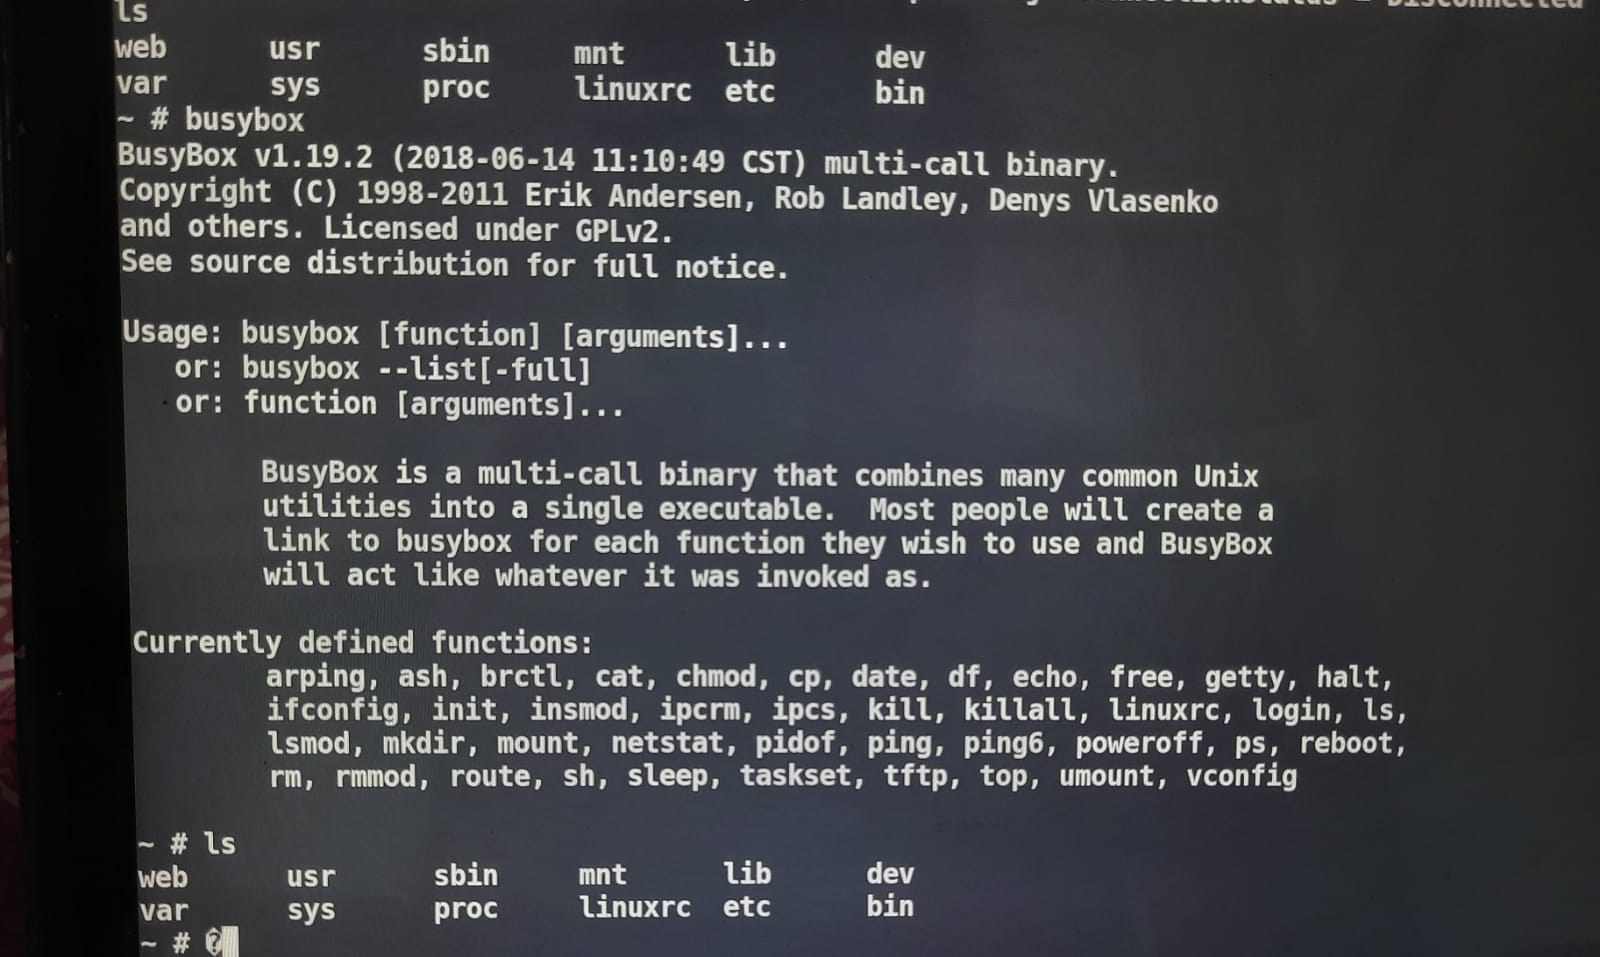 ls
web usr sbin mnt lib dev
var sys proc linuxrc etc bin
~ # busybox
BusyBox v1.19.2 (2018-06-14 11:10:49 CST) multi-call binary.
Copyright (C) 1998-2011 Erik Andersen, Rob Landley, Denys Vlasenko
and others. Licensed under GPLv2.
See source distribution for full notice.
Usage: busybox [function] [arguments]...
or: busybox --list[-full]
or: function [arguments]...
BusyBox is a multi-call binary that combines many common Unix
utilities into a single executable.  Most people will create a
link to busybox for each function they wish to use and BusyBox
will act like whatever it was invoked as.
Currently defined functions:
arping, ash, brctl, cat, chmod, cp, date, df, echo, free, getty, halt,
ifconfig, init, insmod, ipcrm, ipcs, kill, killall, linuxrc, login, ls,
lsmod, mkdir, mount, netstat, pidof, ping, ping6, poweroff, ps, reboot,
rm, rmmod, route, sh, sleep, taskset, tftp, top, umount, vconfig
~ # ls
web usr sbin mnt lib dev
var sys proc linuxrc etc bin
~ # �